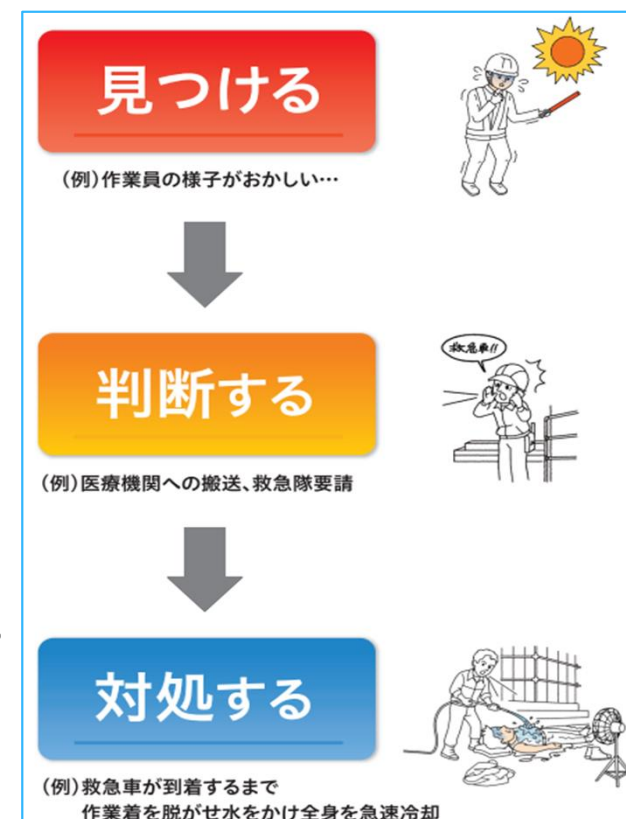 見つける
(例)作業員の様子がおかしい…
判断する
救急車!!
(例)医療機関への搬送、救急隊要請
対処する
(例)救急車が到着するまで
作業着を脱がせ水をかけ全身を急速冷却